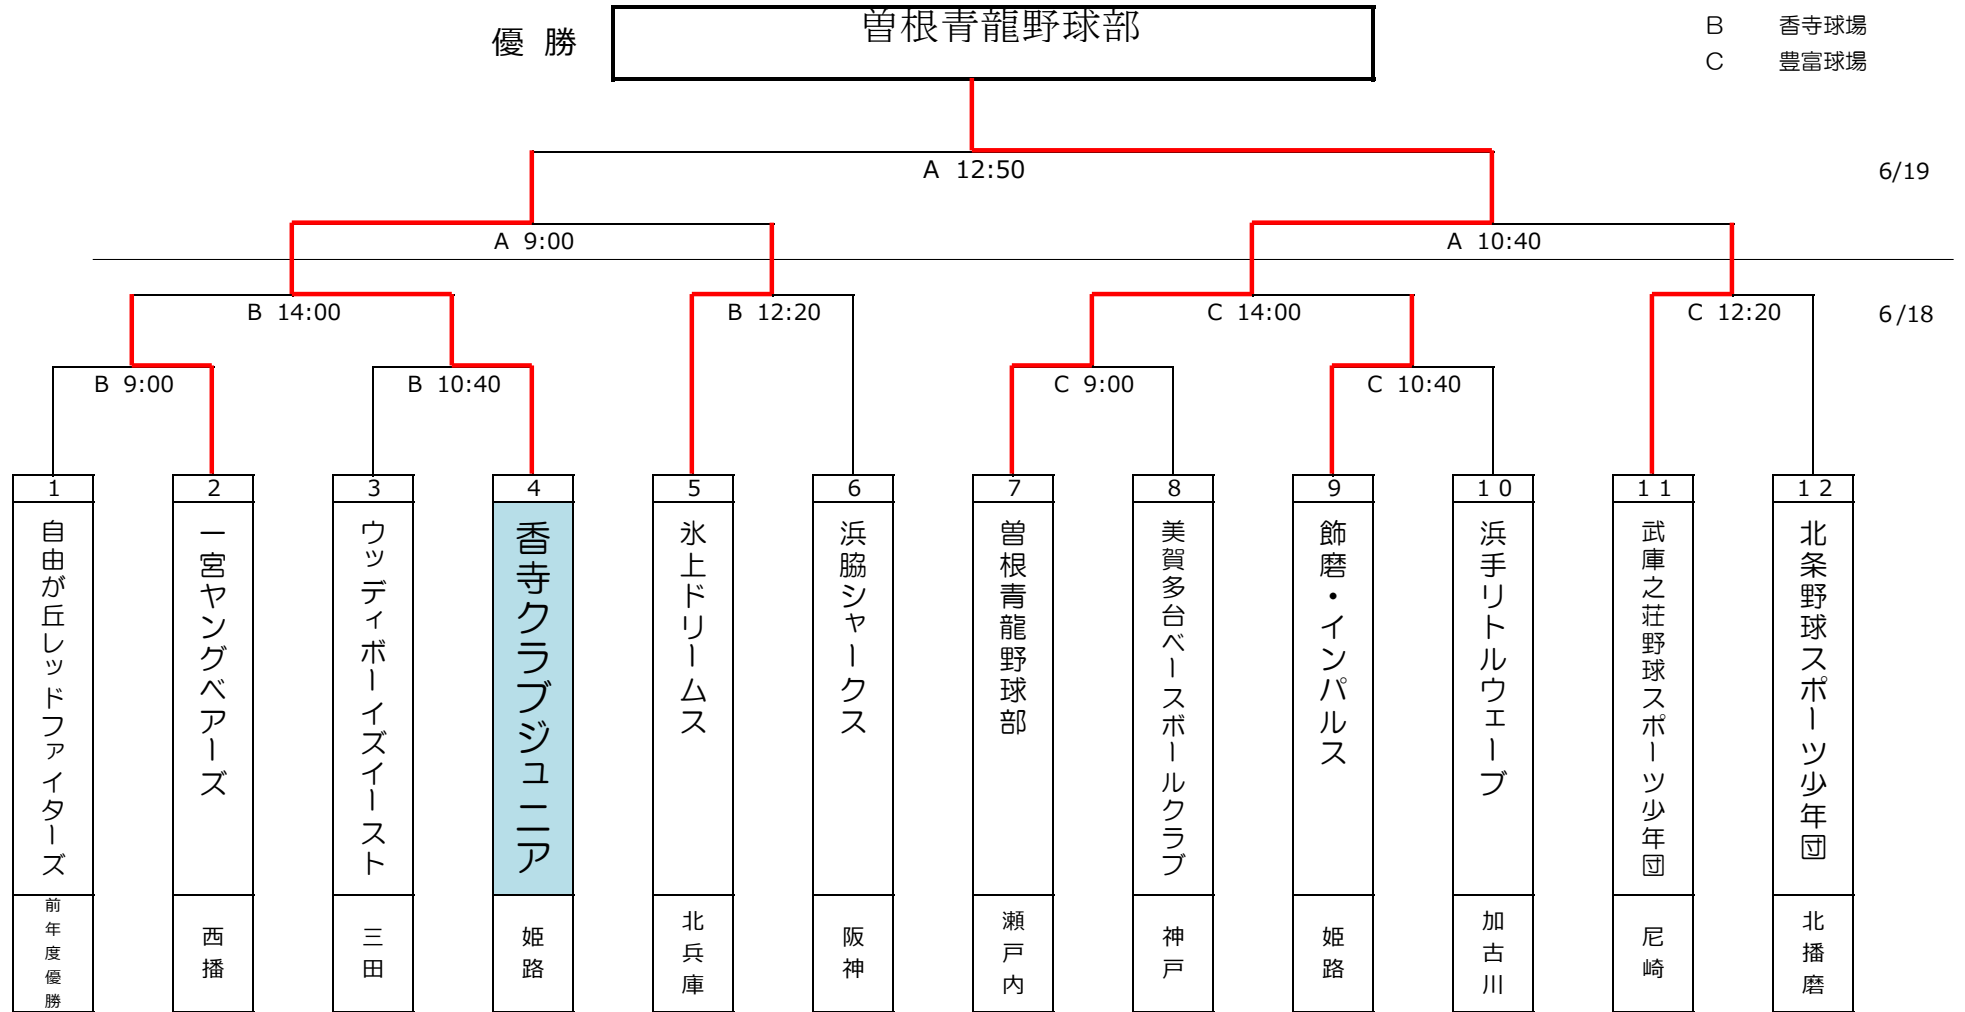 優 勝
曽根青龍野球部
B 香寺球場
C 豊富球場
A 12:50
6/19
A 9:00
A 10:40
B 14:00
B 12:20
C 14:00
C 12:20
6/18
B 9:00
B 10:40
C 9:00
C 10:40
1
自由が丘レッドファイターズ
前年度優勝
2
一宮ヤングベアーズ
西播
3
ウッディボーイズイースト
三田
4
香寺クラブジュニア
姫路
5
氷上ドリームス
北兵庫
6
浜脇シャークス
阪神
7
曽根青龍野球部
瀬戸内
8
美賀多台ベースボールクラブ
神戸
9
飾磨・インパルス
姫路
10
浜手リトルウェーブ
加古川
11
武庫之荘野球スポーツ少年団
尼崎
12
北条野球スポーツ少年団
北播磨